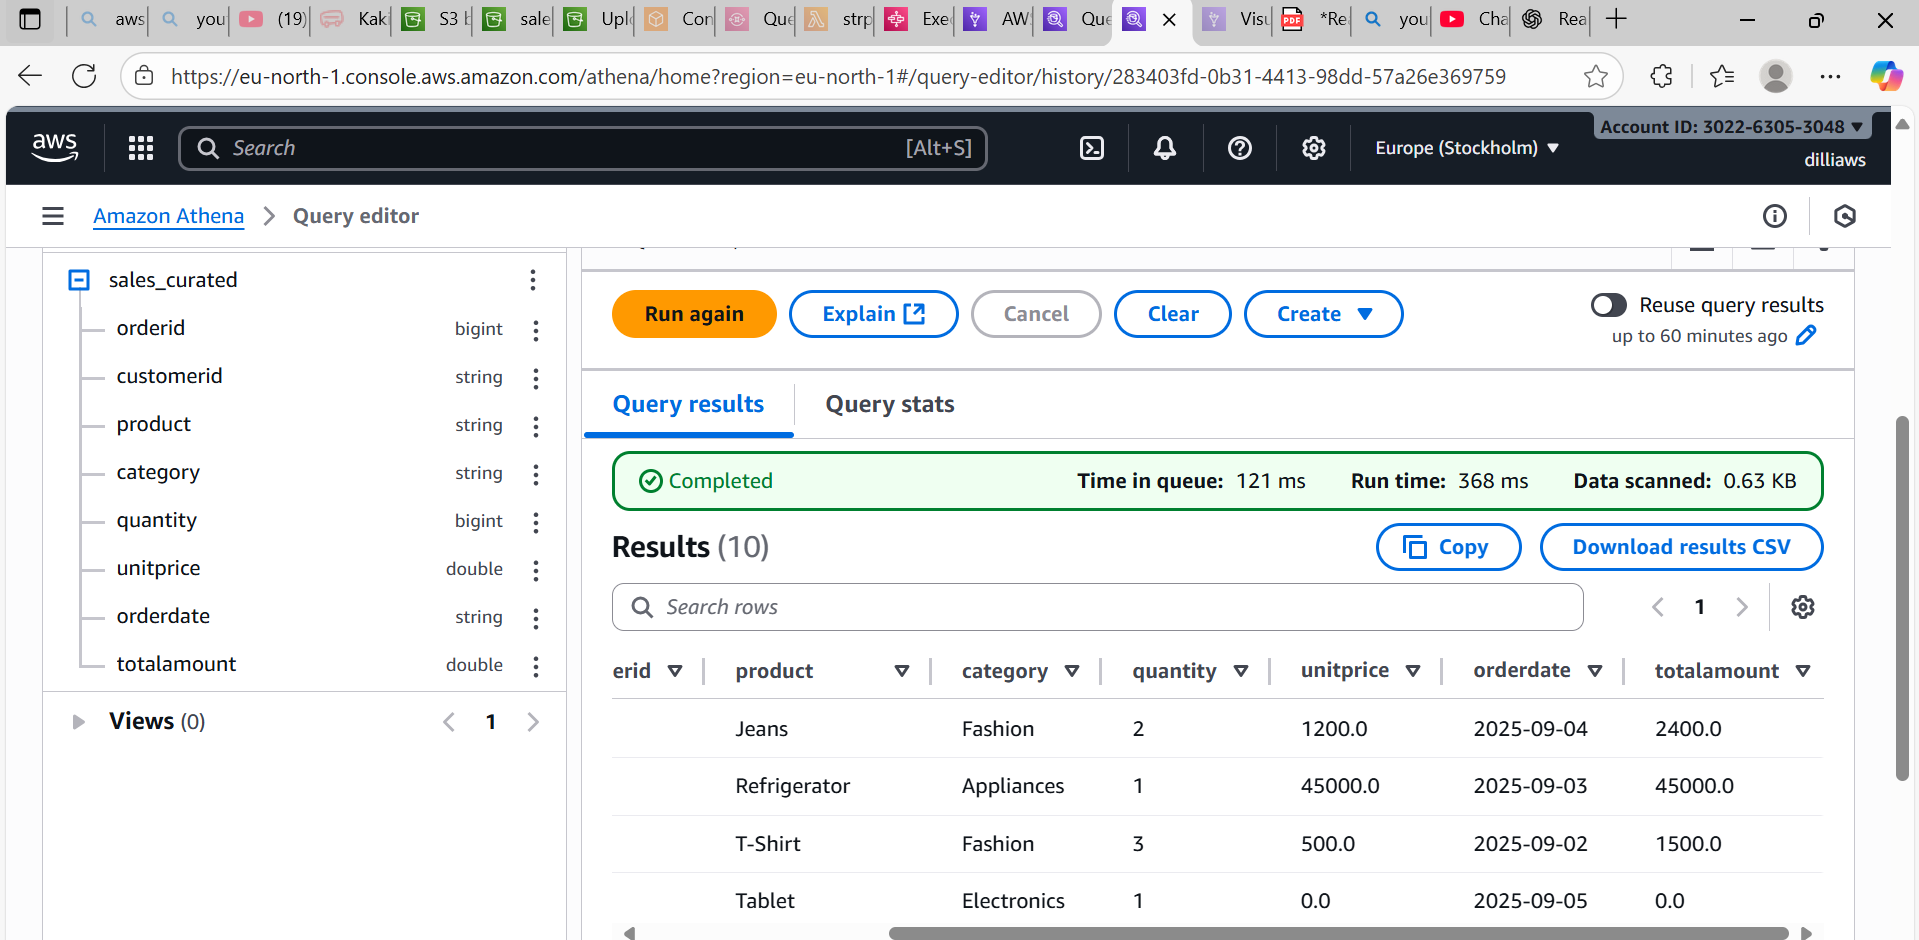 aws
you
(19)
Kaki
S3 b
sale
Uplo
Con
Que
strp
Exec
AW
Que
Visu
*Re
you
Cha
Rea
https://eu-north-1.console.aws.amazon.com/athena/home?region=eu-north-1#/query-editor/history/283403fd-0b31-4413-98dd-57a26e369759
aws
Search
[Alt+S]
Europe (Stockholm)
Account ID: 3022-6305-3048
dilliaws
Amazon Athena > Query editor
sales_curated
orderid bigint
customerid string
product string
category string
quantity bigint
unitprice double
orderdate string
totalamount double
Views (0) 1
Run again Explain Cancel Clear Create
Reuse query results
up to 60 minutes ago
Query results Query stats
Completed Time in queue: 121 ms Run time: 368 ms Data scanned: 0.63 KB
Results (10) Copy Download results CSV
Search rows 1
erid product category quantity unitprice orderdate totalamount
Jeans Fashion 2 1200.0 2025-09-04 2400.0
Refrigerator Appliances 1 45000.0 2025-09-03 45000.0
T-Shirt Fashion 3 500.0 2025-09-02 1500.0
Tablet Electronics 1 0.0 2025-09-05 0.0